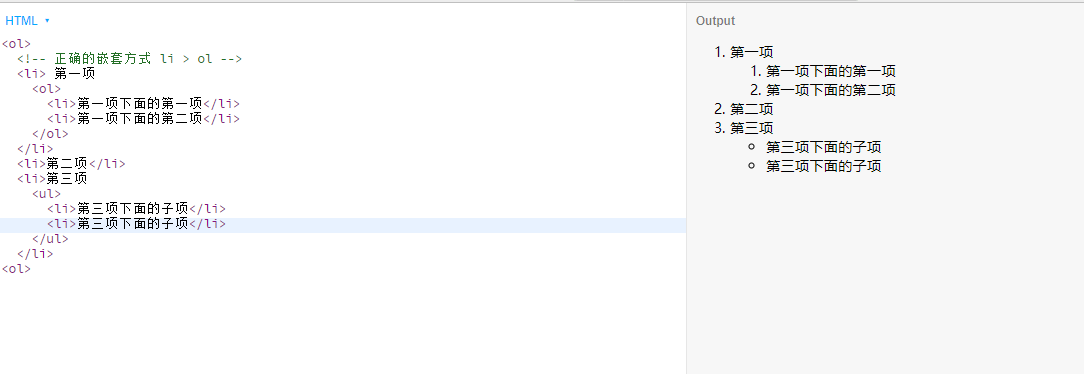 HTML ▾
<ol>
<!-- 正确的嵌套方式 li > ol -->
<li> 第一项
<ol>
<li>第一项下面的第一项</li>
<li>第一项下面的第二项</li>
</ol>
</li>
<li>第二项</li>
<li>第三项
<ul>
<li>第三项下面的子项</li>
<li>第三项下面的子项</li>
</ul>
</li>
<ol>
Output
1. 第一项
1. 第一项下面的第一项
2. 第一项下面的第二项
2. 第二项
3. 第三项
◦ 第三项下面的子项
◦ 第三项下面的子项